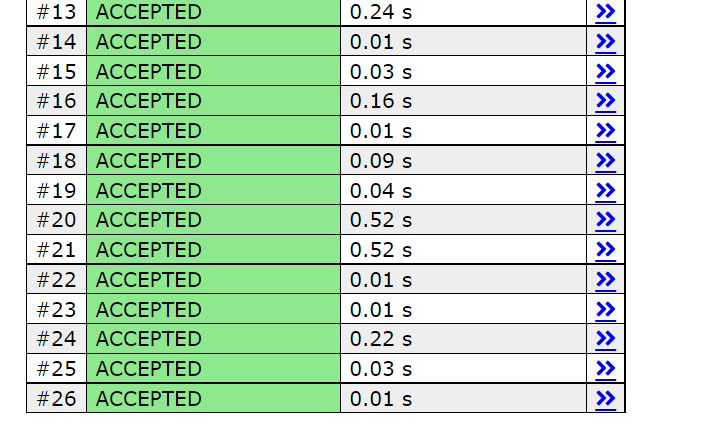 #13 ACCEPTED 0.24 s »
#14 ACCEPTED 0.01 s »
#15 ACCEPTED 0.03 s »
#16 ACCEPTED 0.16 s »
#17 ACCEPTED 0.01 s »
#18 ACCEPTED 0.09 s »
#19 ACCEPTED 0.04 s »
#20 ACCEPTED 0.52 s »
#21 ACCEPTED 0.52 s »
#22 ACCEPTED 0.01 s »
#23 ACCEPTED 0.01 s »
#24 ACCEPTED 0.22 s »
#25 ACCEPTED 0.03 s »
#26 ACCEPTED 0.01 s »